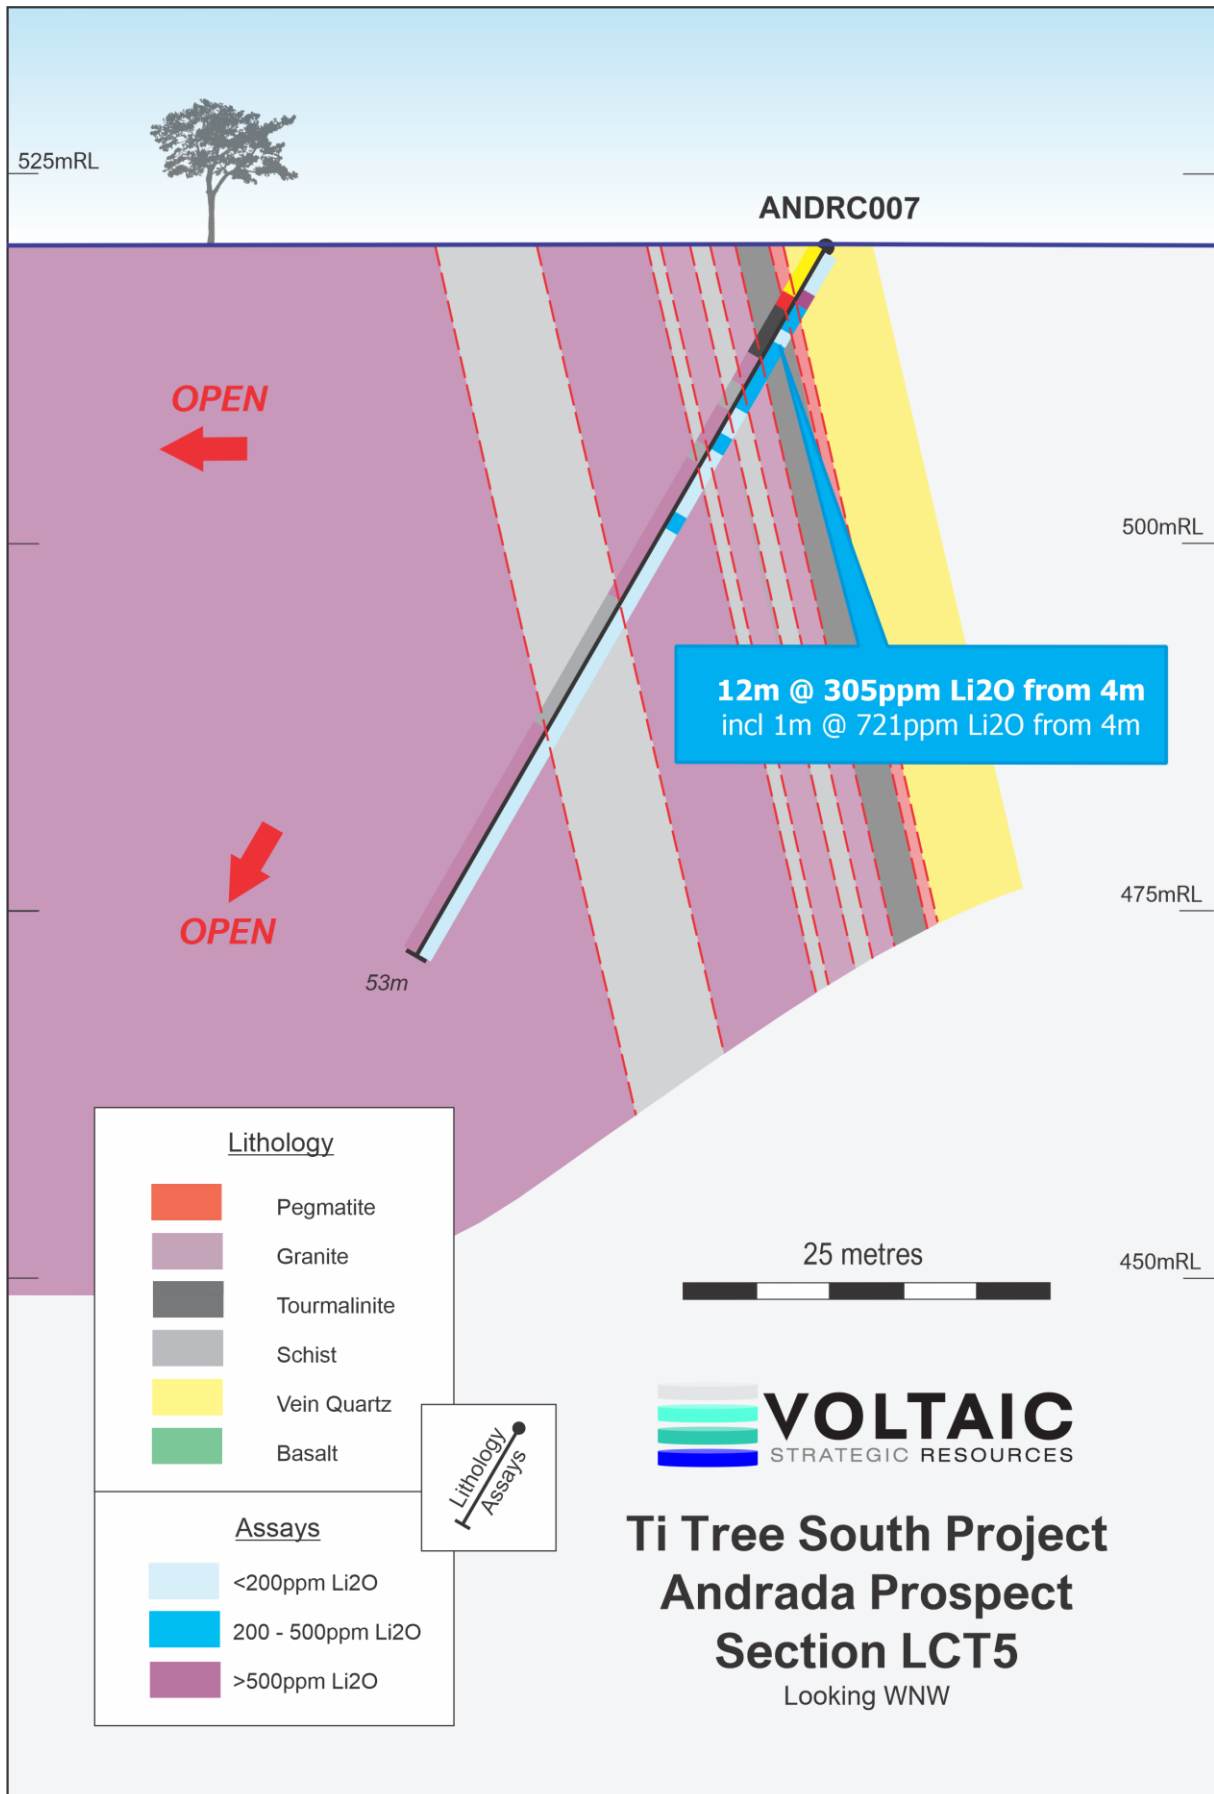 525mRL
ANDRC007
OPEN
500mRL
12m @ 305ppm Li2O from 4m
incl 1m @ 721ppm Li2O from 4m
475mRL
OPEN
53m
Lithology
Pegmatite
Granite
Tourmalinite
Schist
Vein Quartz
Basalt
Assays
<200ppm Li2O
200 - 500ppm Li2O
>500ppm Li2O
Lithology
Assays
25 metres
450mRL
VOLTAIC
STRATEGIC RESOURCES
Ti Tree South Project
Andrada Prospect
Section LCT5
Looking WNW